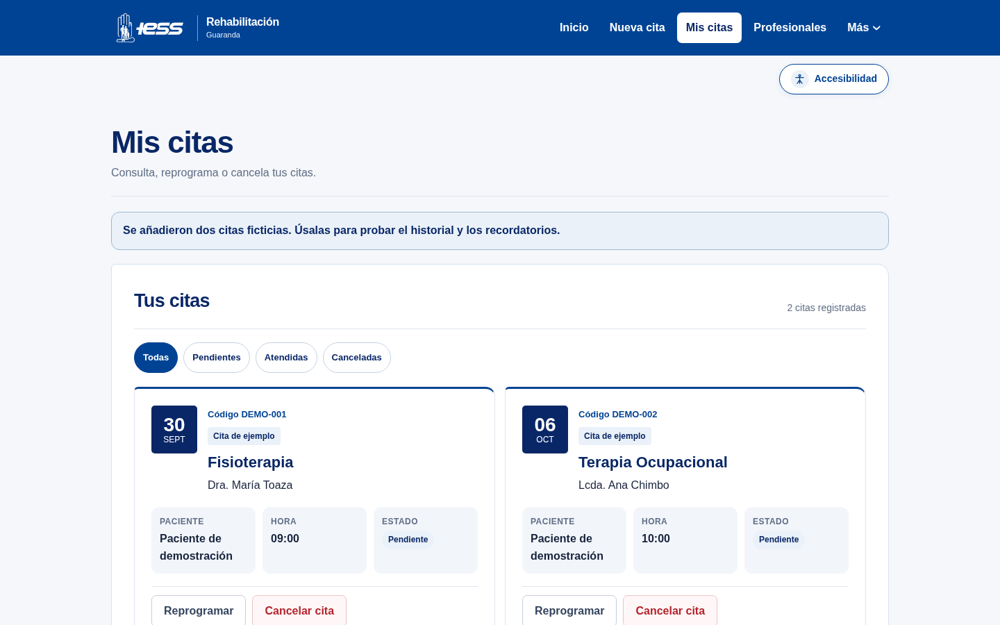 iess
Rehabilitación
Guaranda
Inicio
Nueva cita
Mis citas
Profesionales
Más
Accesibilidad
Mis citas
Consulta, reprograma o cancela tus citas.
Se añadieron dos citas ficticias. Úsalas para probar el historial y los recordatorios.
Tus citas
2 citas registradas
Todas
Pendientes
Atendidas
Canceladas
30
SEPT
Código DEMO-001
Cita de ejemplo
Fisioterapia
Dra. María Toaza
PACIENTE
Paciente de
demostración
HORA
09:00
ESTADO
Pendiente
Reprogramar
Cancelar cita
06
OCT
Código DEMO-002
Cita de ejemplo
Terapia Ocupacional
Lcda. Ana Chimbo
PACIENTE
Paciente de
demostración
HORA
10:00
ESTADO
Pendiente
Reprogramar
Cancelar cita